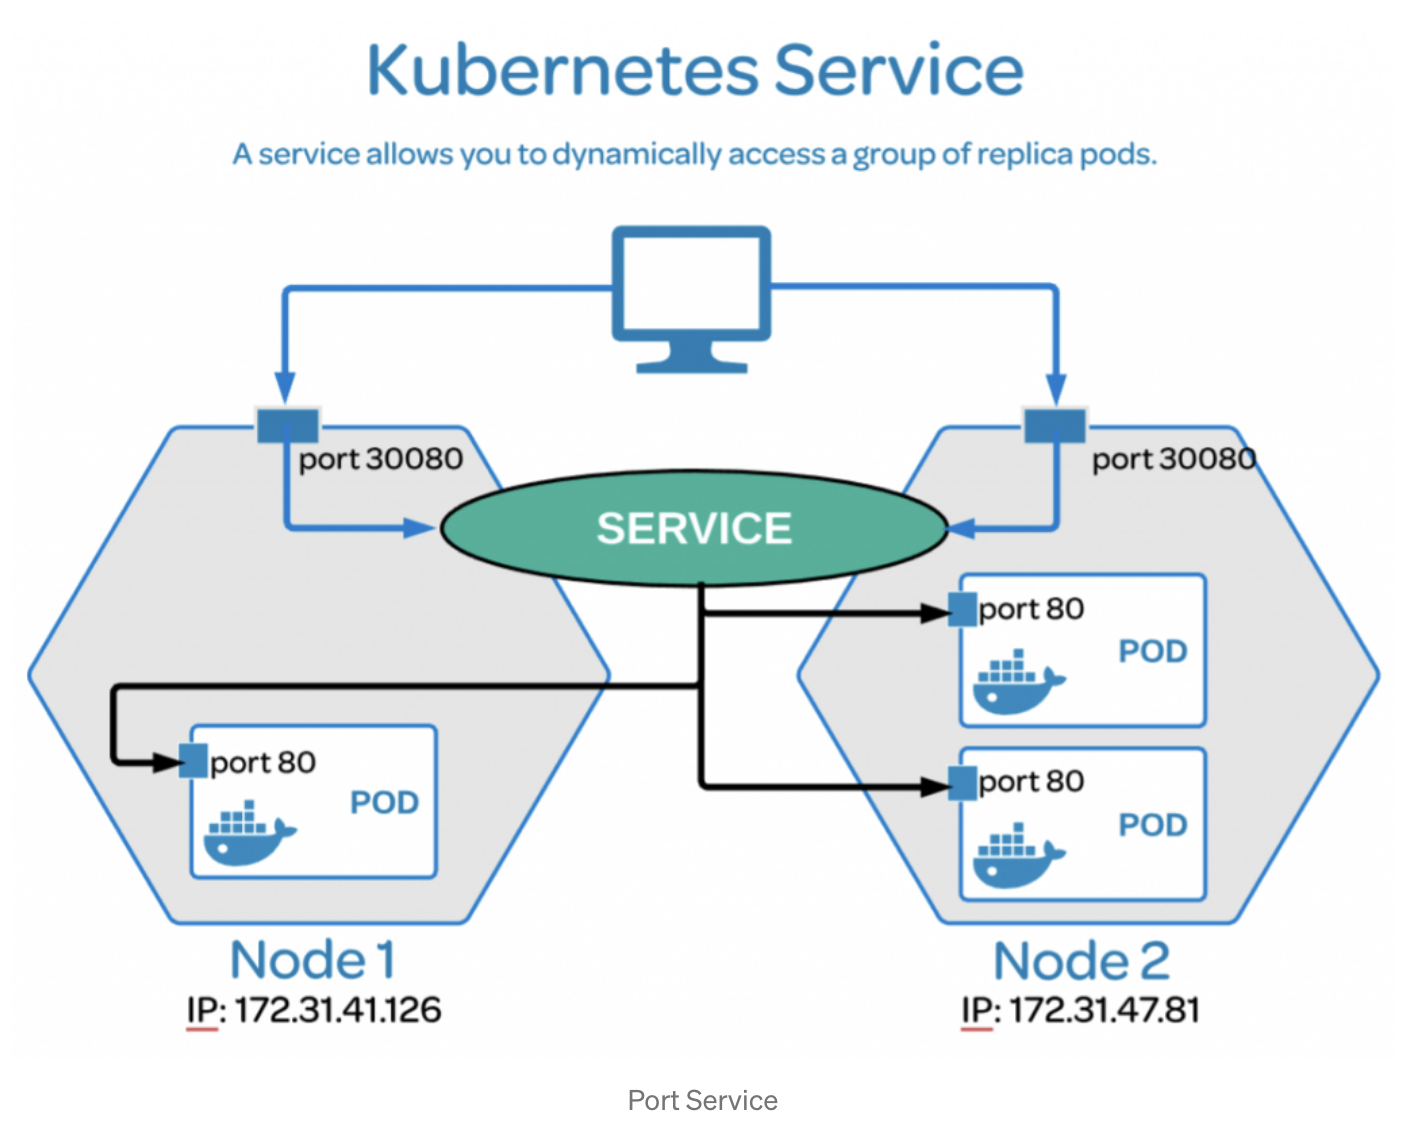 Kubernetes Service
A service allows you to dynamically access a group of replica pods.
port 30080
port 30080
SERVICE
port 80
POD
port 80
POD
port 80
POD
Node 1
IP: 172.31.41.126
Node 2
IP: 172.31.47.81
Port Service